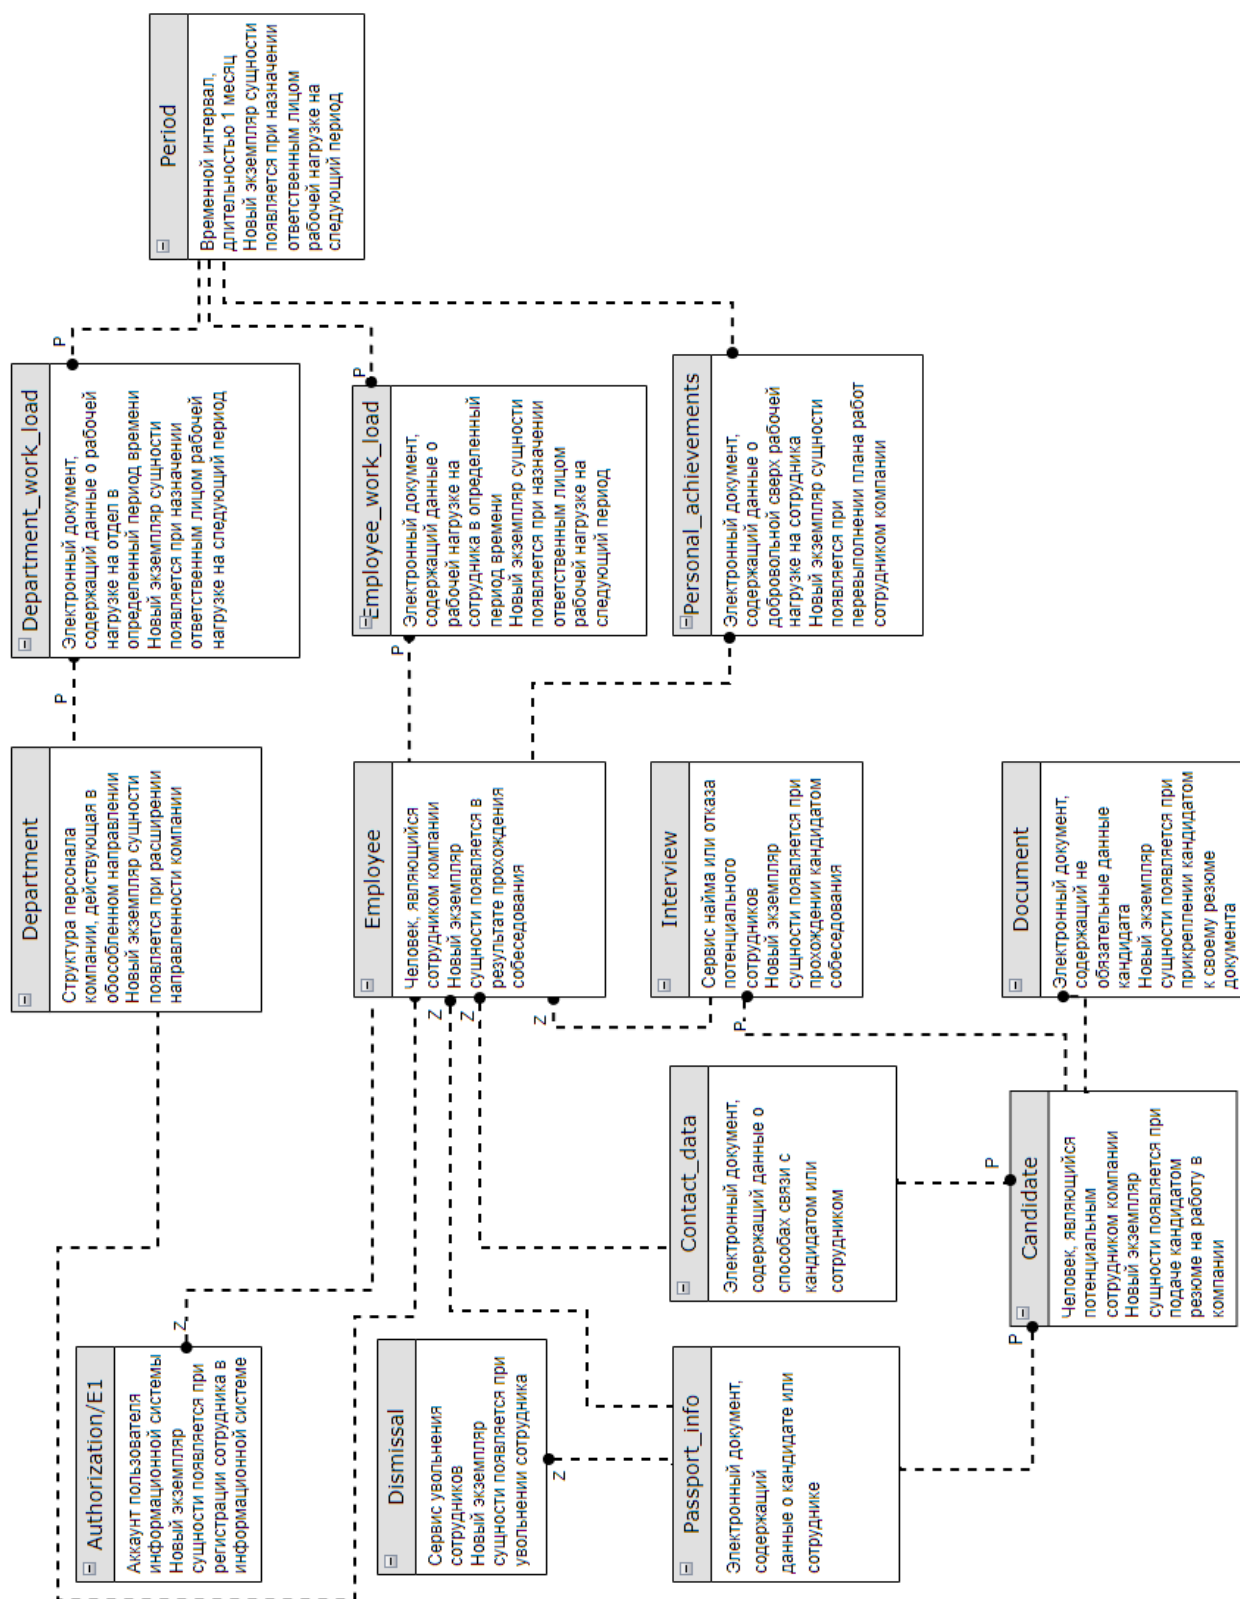 Authorization/E1
Аккаунт пользователя
информационной системы
Новый экземпляр
сущности появляется при
регистрации сотрудника в
информационной системе
Z
Department
Структура персонала
компании, действующая в
обособленном направлении
Новый экземпляр сущности
появляется при расширении
направленности компании
P
Department_work_load
Электронный документ,
содержащий данные о рабочей
нагрузке на отдел в
определенный период времени
Новый экземпляр сущности
появляется при назначении
ответственным лицом рабочей
нагрузке на следующий период
P
Period
Временной интервал,
длительностью 1 месяц
Новый экземпляр сущности
появляется при назначении
ответственным лицом
рабочей нагрузке на
следующий период
Dismissal
Сервис увольнения
сотрудников
Новый экземпляр
сущности появляется при
увольнении сотрудника
Z
Employee
Человек, являющийся
сотрудником компании
Новый экземпляр
сущности появляется в
результате прохождения
собеседования
Z
Z
Z
P
Employee_work_load
Электронный документ,
содержащий данные о
рабочей нагрузке на
сотрудника в определенный
период времени
Новый экземпляр сущности
появляется при назначении
ответственным лицом
рабочей нагрузке на
следующий период
P
Passport_info
Электронный документ,
содержащий
данные о кандидате или
сотруднике
Contact_data
Электронный документ,
содержащий данные о
способах связи с
кандидатом или
сотрудником
Interview
Сервис найма или отказа
потенциального
сотрудников
Новый экземпляр
сущности появляется при
прохождении кандидатом
собеседования
P
Personal_achievements
Электронный документ,
содержащий данные о
добровольной сверх рабочей
нагрузке на сотрудника
Новый экземпляр сущности
появляется при
перевыполнении плана работ
сотрудником компании
P
P
Candidate
Человек, являющийся
потенциальным
сотрудником компании
Новый экземпляр
сущности появляется при
подаче кандидатом
резюме на работу в
компании
Document
Электронный документ,
содержащий не
обязательные данные
кандидата
Новый экземпляр
сущности появляется при
прикреплении кандидатом
к своему резюме
документа